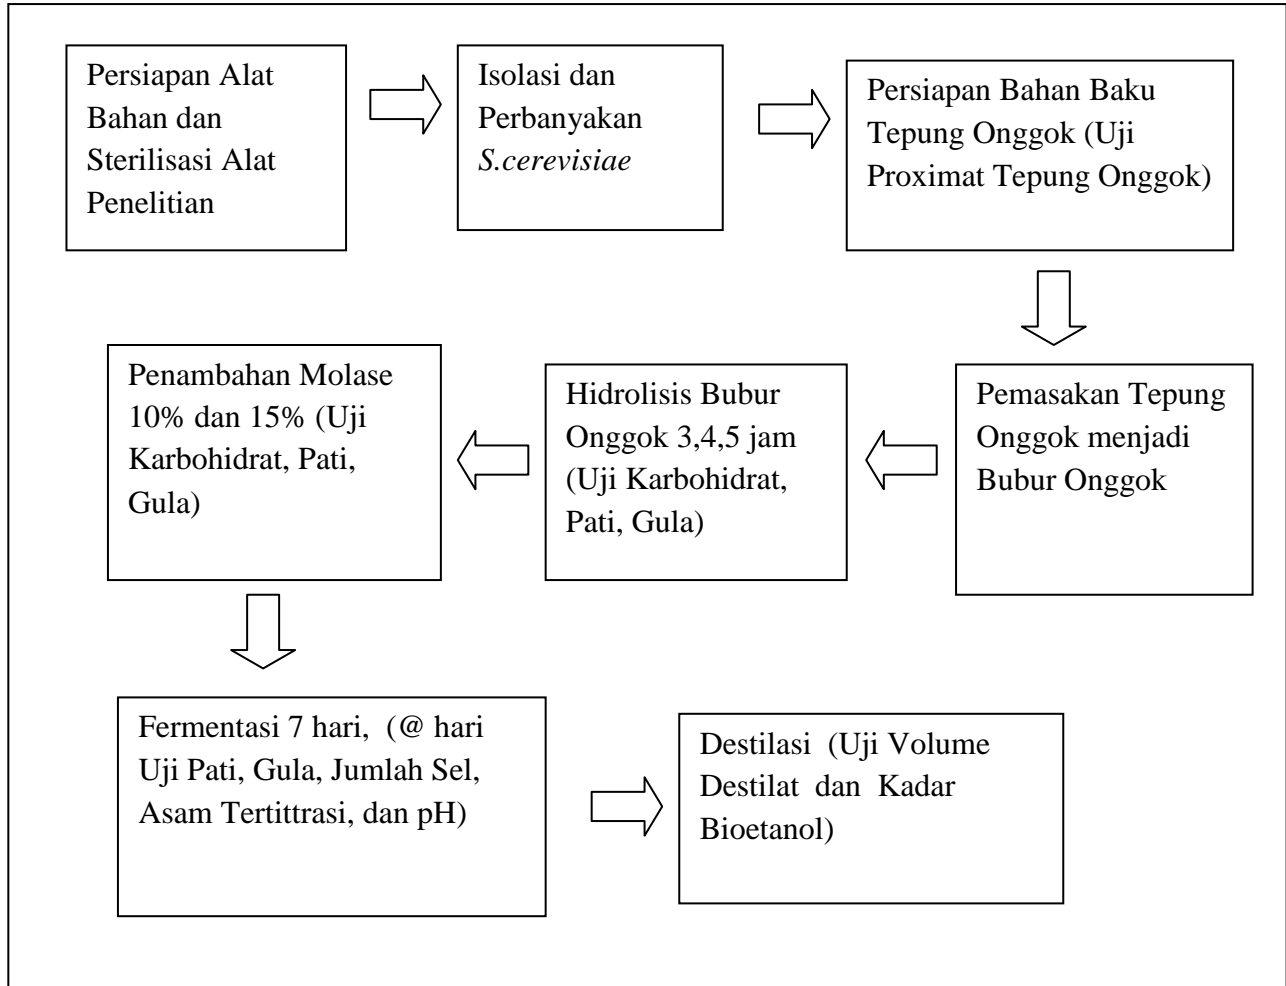 Persiapan Alat
Bahan dan
Sterilisasi Alat
Penelitian
Isolasi dan
Perbanyakan
S.cerevisiae
Persiapan Bahan Baku
Tepung Onggok (Uji
Proximat Tepung Onggok)
Pemasakan Tepung
Onggok menjadi
Bubur Onggok
Hidrolisis Bubur
Onggok 3,4,5 jam
(Uji Karbohidrat,
Pati, Gula)
Penambahan Molase
10% dan 15% (Uji
Karbohidrat, Pati,
Gula)
Fermentasi 7 hari, (@ hari
Uji Pati, Gula, Jumlah Sel,
Asam Tertittrasi, dan pH)
Destilasi (Uji Volume
Destilat dan Kadar
Bioetanol)